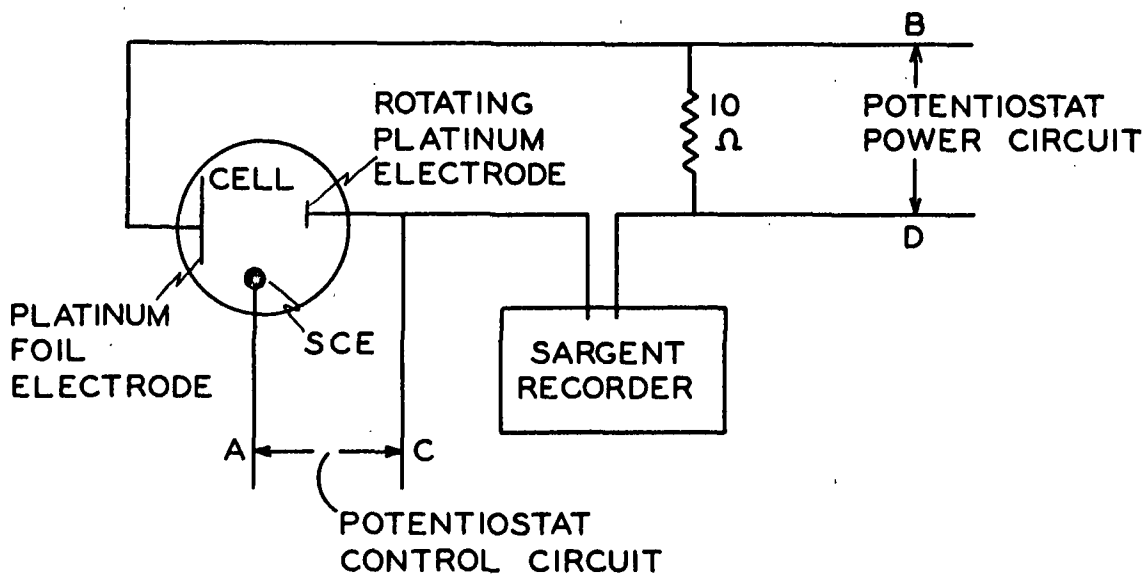 B
ROTATING
PLATINUM
ELECTRODE
10
Ω
POTENTIOSTAT
POWER CIRCUIT
CELL
D
PLATINUM
FOIL
ELECTRODE
SCE
SARGENT
RECORDER
A
C
POTENTIOSTAT
CONTROL CIRCUIT